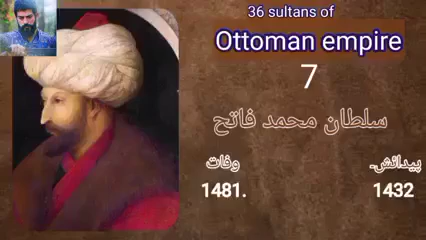 36 sultans of
Ottoman empire
7
سلطان محمد فاتح
پیدائش۔ وفات
1432 1481.